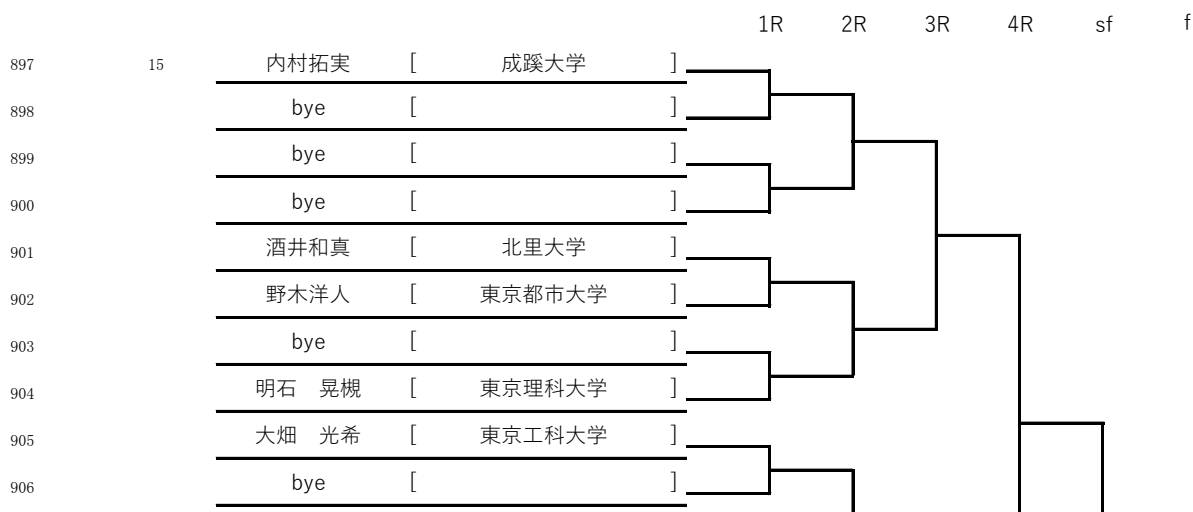 1R 2R 3R 4R sf f
897 15 内村拓実 [ 成蹊大学 ]
898 bye [ ]
899 bye [ ]
900 bye [ ]
901 酒井和真 [ 北里大学 ]
902 野木洋人 [ 東京都市大学 ]
903 bye [ ]
904 明石　晃槻 [ 東京理科大学 ]
905 大畑　光希 [ 東京工科大学 ]
906 bye [ ]